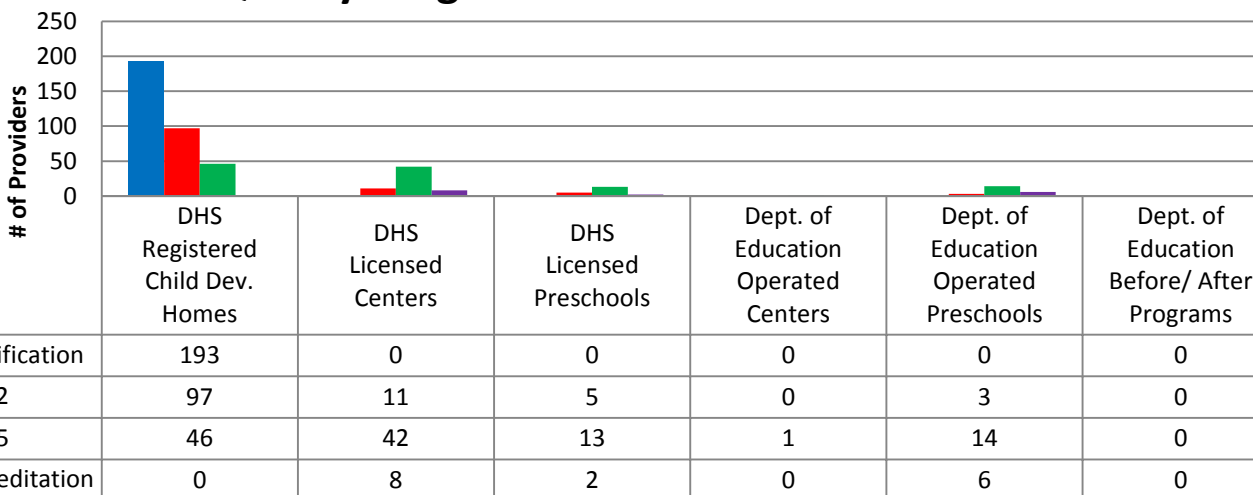 250
200
150
100
50
0
# of Providers
DHS Registered Child Dev. Homes
DHS Licensed Centers
DHS Licensed Preschools
Dept. of Education Operated Centers
Dept. of Education Operated Preschools
Dept. of Education Before/ After Programs
ification 193 0 0 0 0 0
2 97 11 5 0 3 0
5 46 42 13 1 14 0
editation 0 8 2 0 6 0